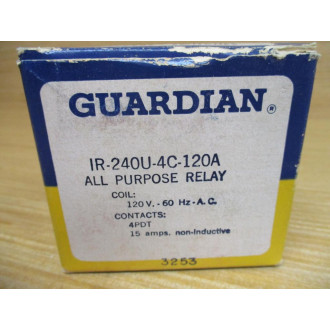 GUARDIAN®
IR-240U-4C-120A
ALL PURPOSE RELAY
COIL:
120 V. - 60 Hz - A.C.
CONTACTS:
4PDT
15 amps. non-inductive
3253